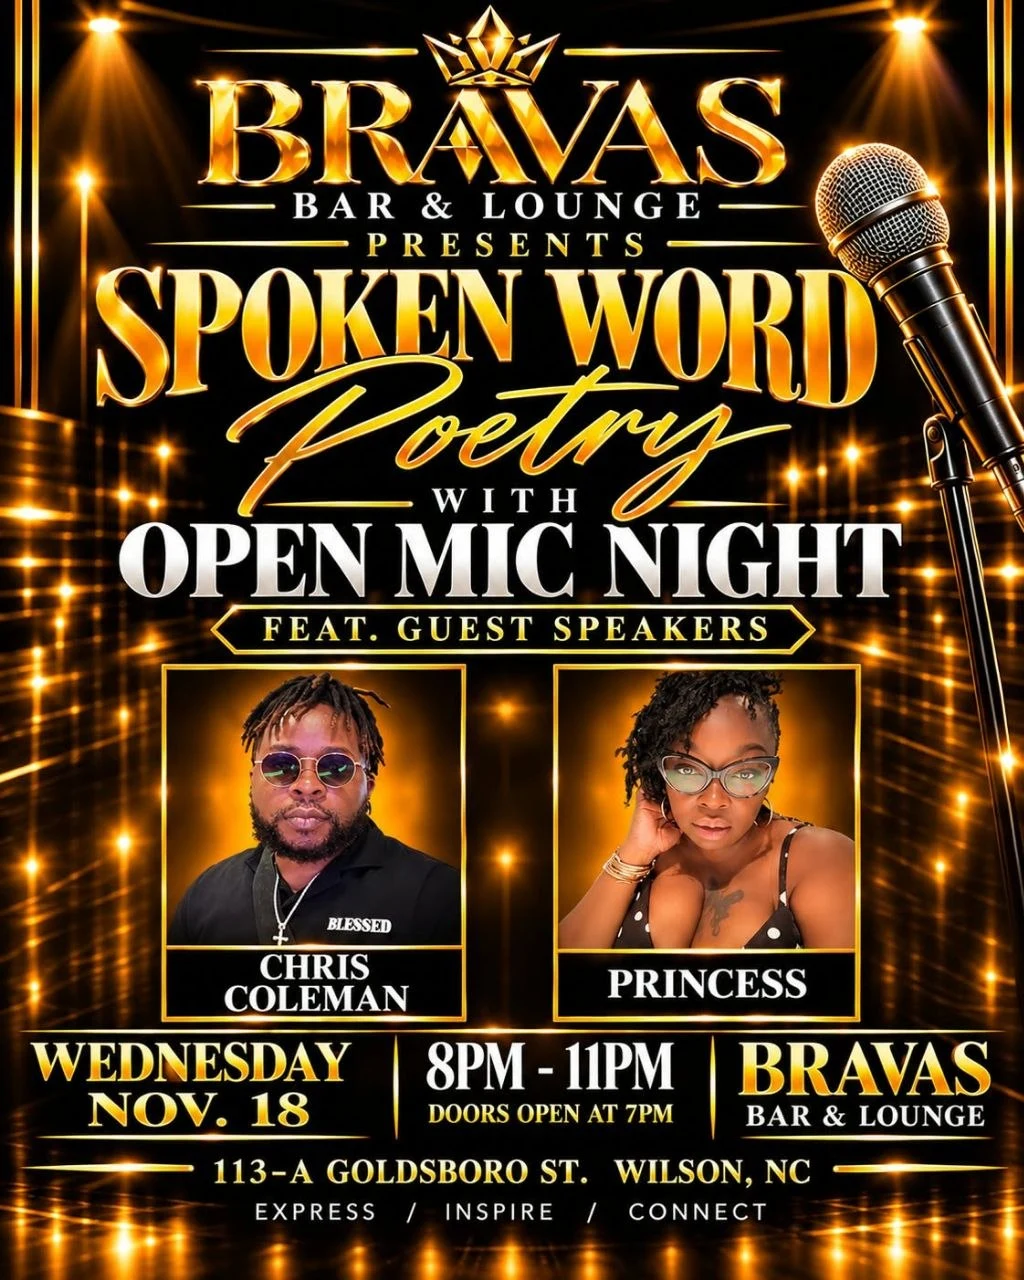 BRAVAS
BAR & LOUNGE
PRESENTS
SPOKEN WORD
Poetry
WITH
OPEN MIC NIGHT
FEAT. GUEST SPEAKERS
BLESSED
CHRIS
COLEMAN
PRINCESS
WEDNESDAY
NOV. 18
8PM - 11PM
DOORS OPEN AT 7PM
BRAVAS
BAR & LOUNGE
113-A GOLDSBORO ST. WILSON, NC
EXPRESS / INSPIRE / CONNECT